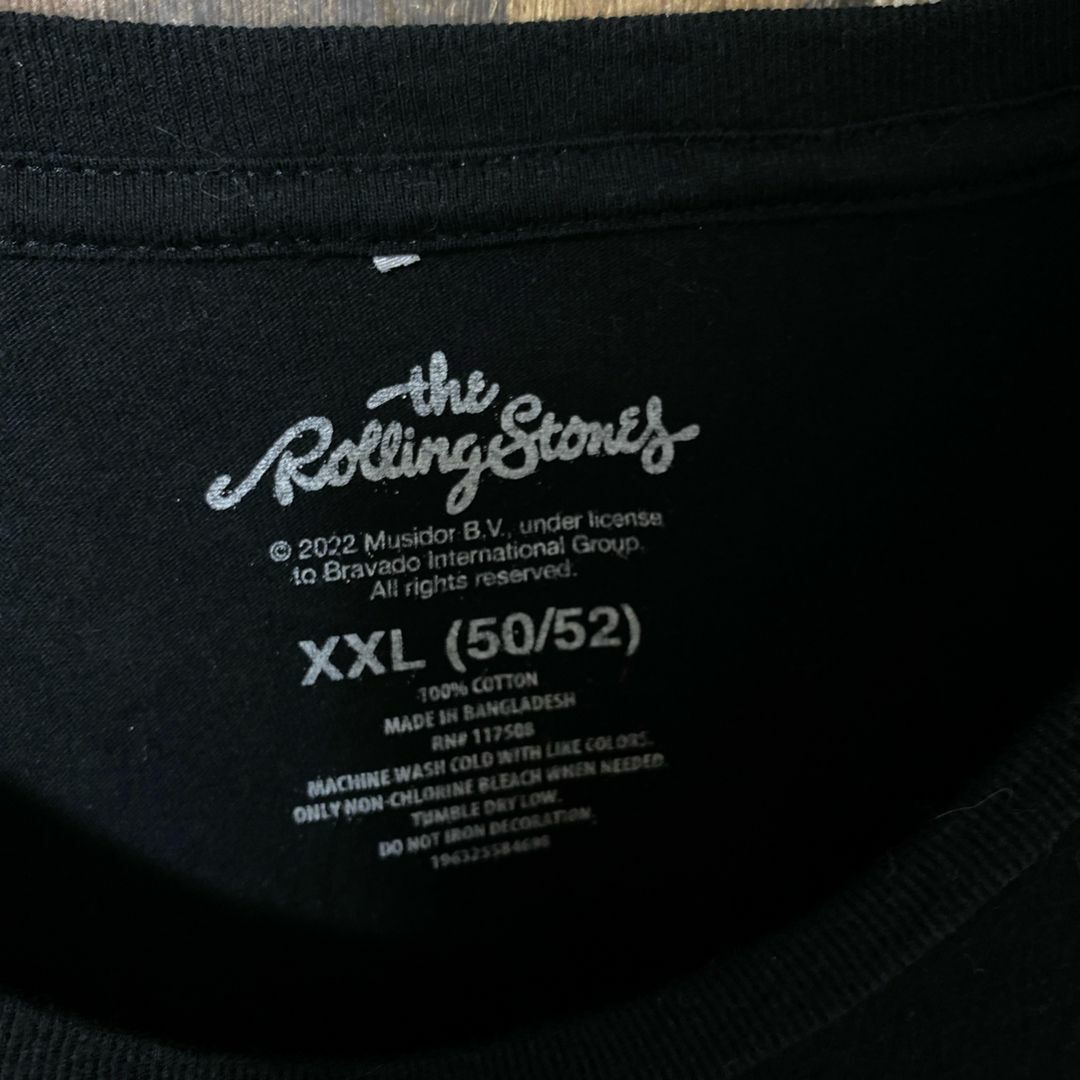 the
Rolling Stones
© 2022 Musidor B.V., under license
to Bravado International Group.
All rights reserved.
XXL (50/52)
100% COTTON
MADE IN BANGLADESH
RN# 117508
MACHINE WASH COLD WITH LIKE COLORS.
ONLY NON-CHLORINE BLEACH WHEN NEEDED.
TUMBLE DRY LOW.
DO NOT IRON DECORATION.